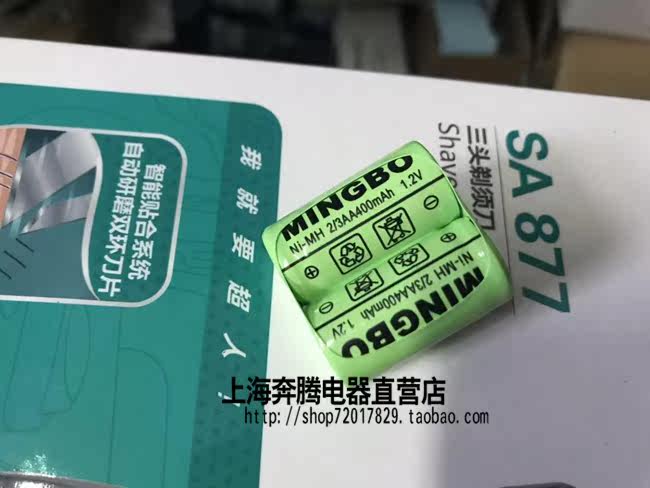 SA 877
三头剃须刀
Shave
智能贴合系统
自动研磨双环刀片
我就要超人!
MINGBO
Ni-MH 2/3AA400mAh 1.2V
MINGBO
Ni-MH 2/3AA400mAh
1.2V
上海奔腾电器直营店
http://shop72017829.taobao.com